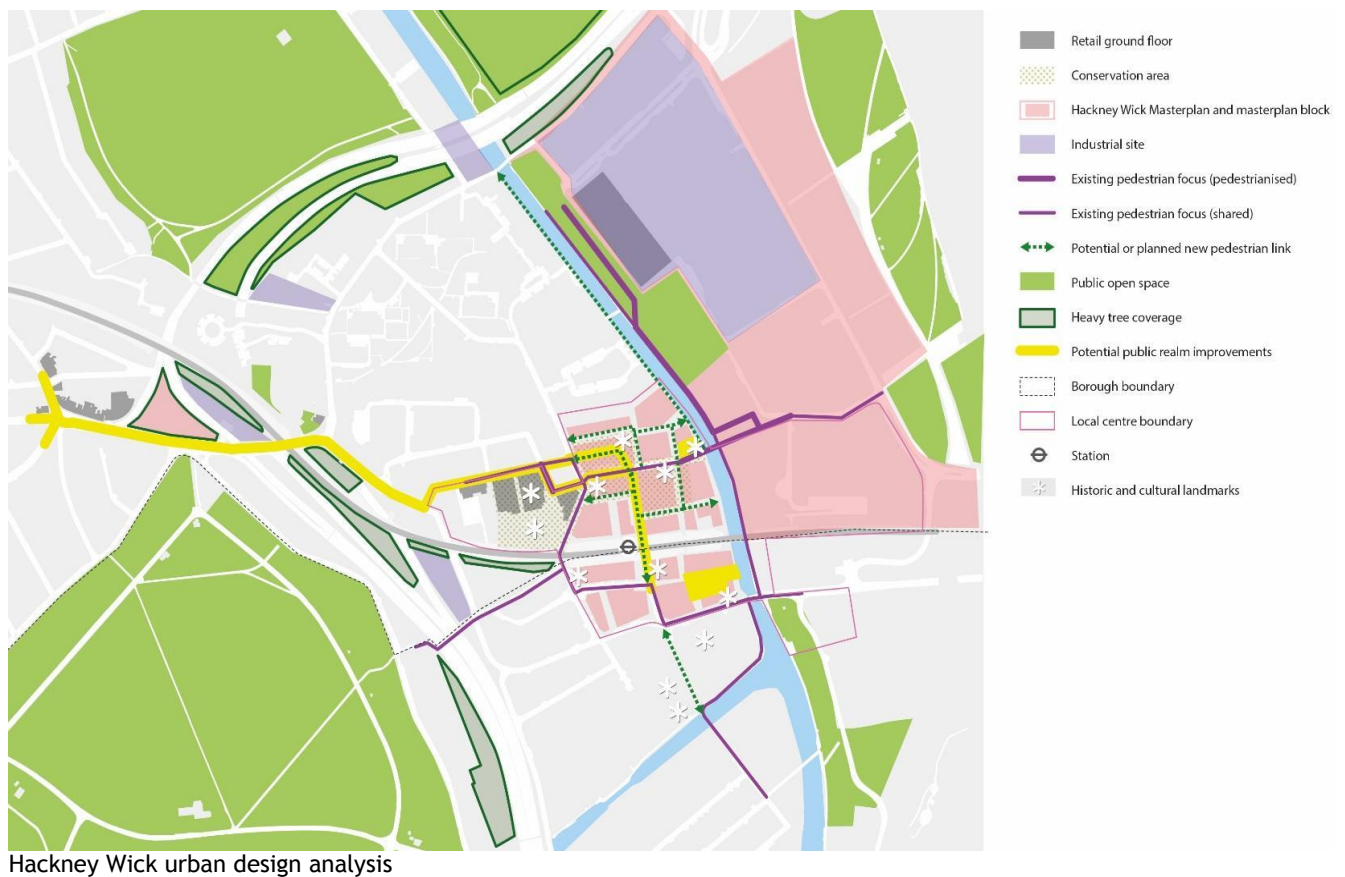 Retail ground floor
Conservation area
Hackney Wick Masterplan and masterplan block
Industrial site
Existing pedestrian focus (pedestrianised)
Existing pedestrian focus (shared)
Potential or planned new pedestrian link
Public open space
Heavy tree coverage
Potential public realm improvements
Borough boundary
Local centre boundary
Station
Historic and cultural landmarks
Hackney Wick urban design analysis